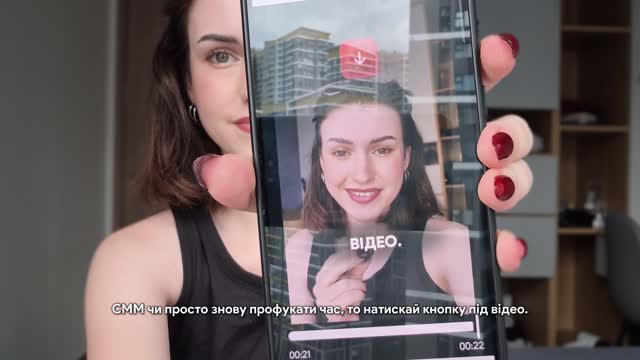 ВІДЕО.
СММ чи просто знову профукати час, то натискай кнопку під відео.
00:21
00:22